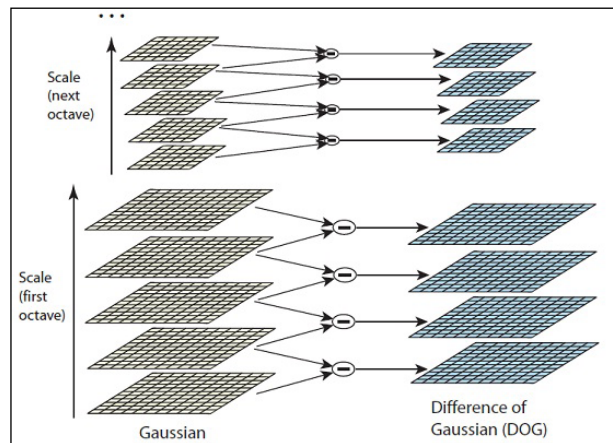 ...
Scale
(next
octave)
Scale
(first
octave)
Gaussian
Difference of
Gaussian (DOG)